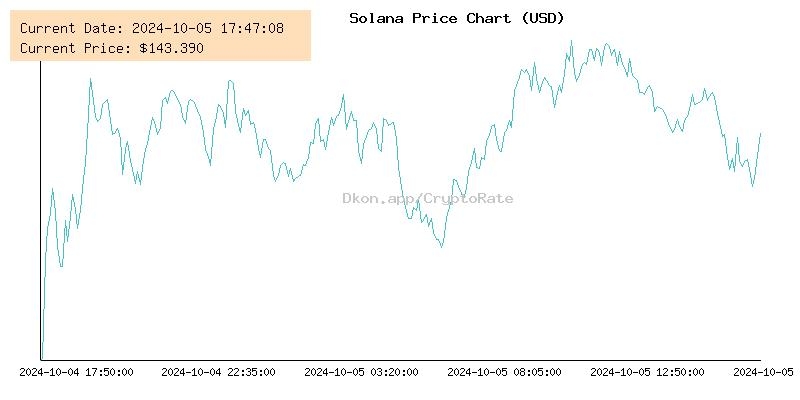 Solana Price Chart (USD)
Current Date: 2024-10-05 17:47:08
Current Price: $143.390
Dkon.app/CryptoRate
2024-10-04 17:50:00
2024-10-04 22:35:00
2024-10-05 03:20:00
2024-10-05 08:05:00
2024-10-05 12:50:00
2024-10-05